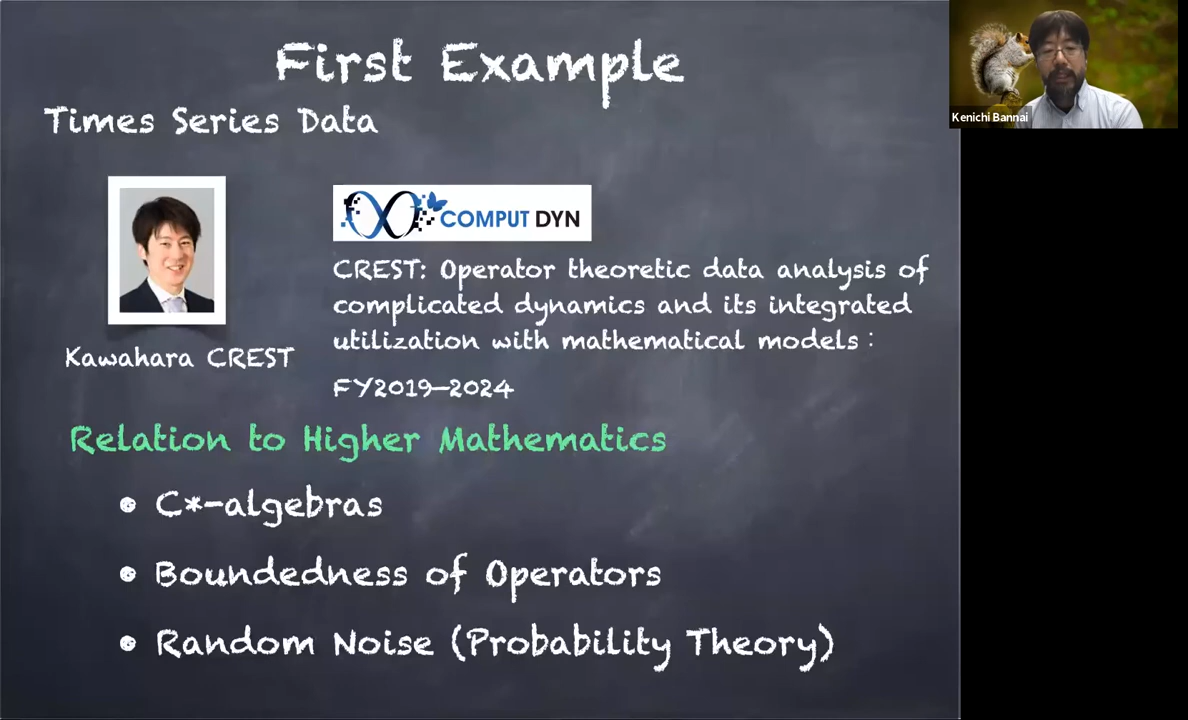 First Example
Times Series Data
Kenichi Bannai
COMPUT DYN
CREST: Operator theoretic data analysis of
complicated dynamics and its integrated
utilization with mathematical models :
Kawahara CREST
FY2019—2024
Relation to Higher Mathematics
• C*-algebras
• Boundedness of Operators
• Random Noise (Probability Theory)